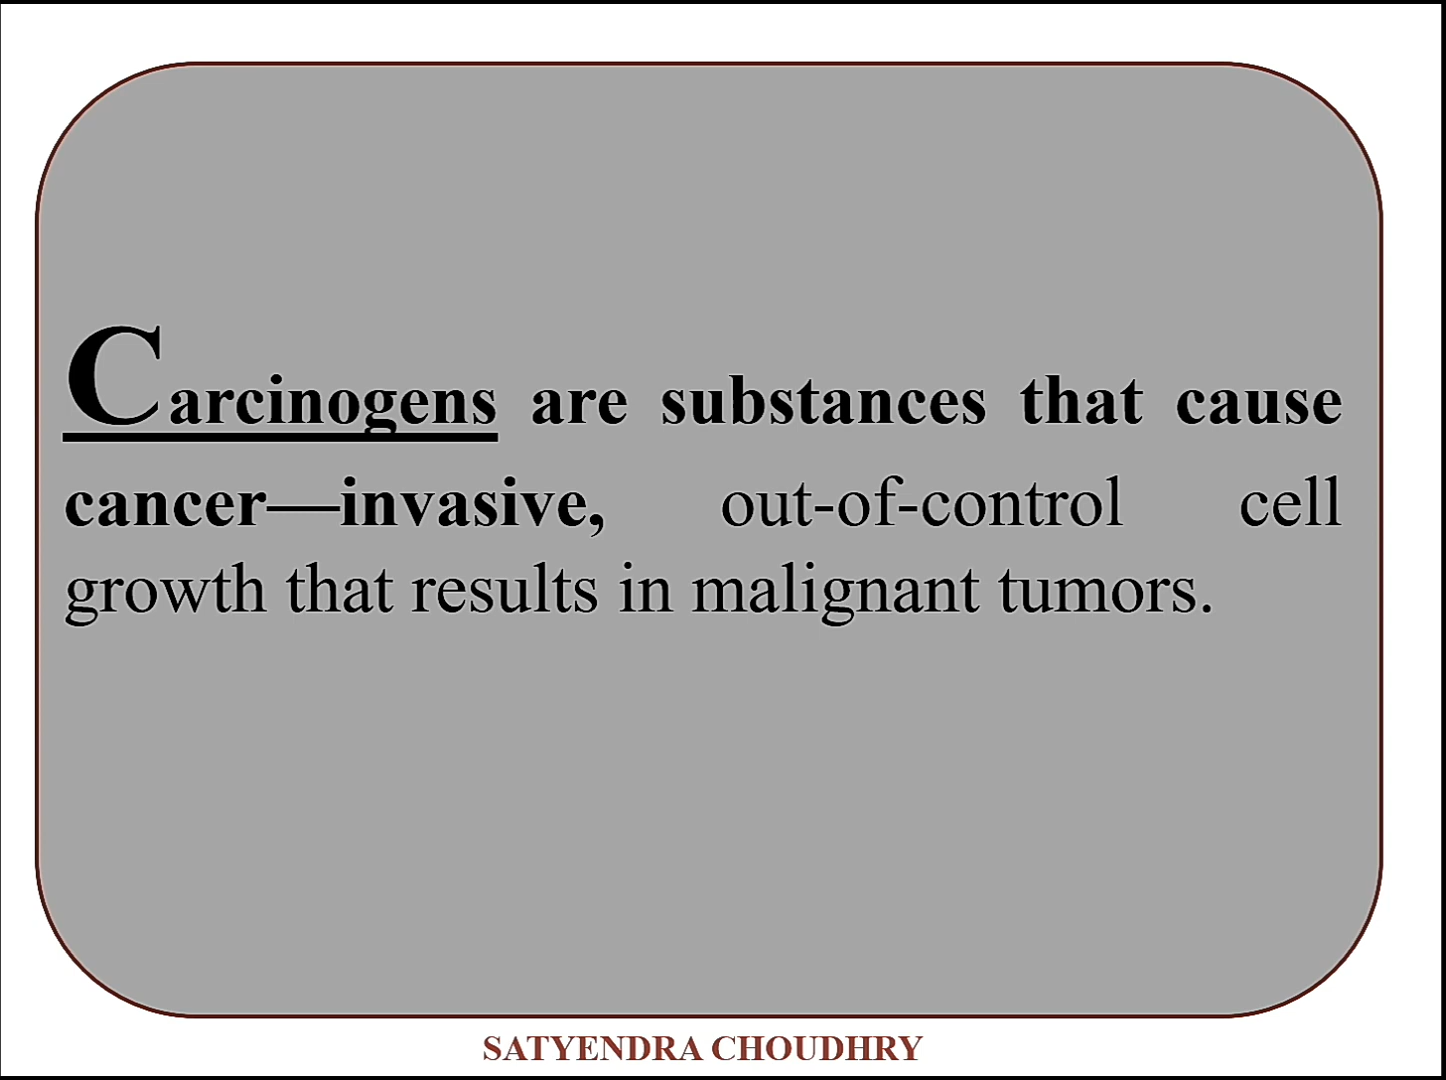 Carcinogens are substances that cause
cancer—invasive, out-of-control cell
growth that results in malignant tumors.
SATYENDRA CHOUDHRY